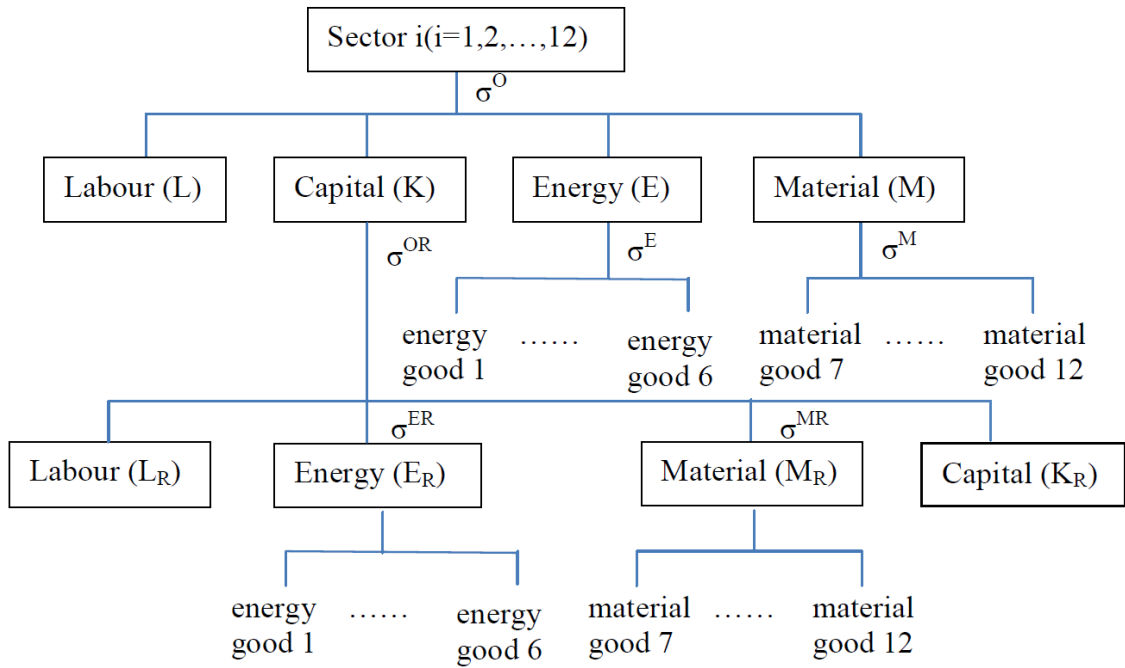 Sector i(i=1,2,…,12)
σ^O
Labour (L)
Capital (K)
Energy (E)
Material (M)
σ^OR
σ^E
σ^M
energy
good 1
……
energy
good 6
material
good 7
……
material
good 12
σ^ER
σ^MR
Labour (L_R)
Energy (E_R)
Material (M_R)
Capital (K_R)
energy
good 1
……
energy
good 6
material
good 7
……
material
good 12